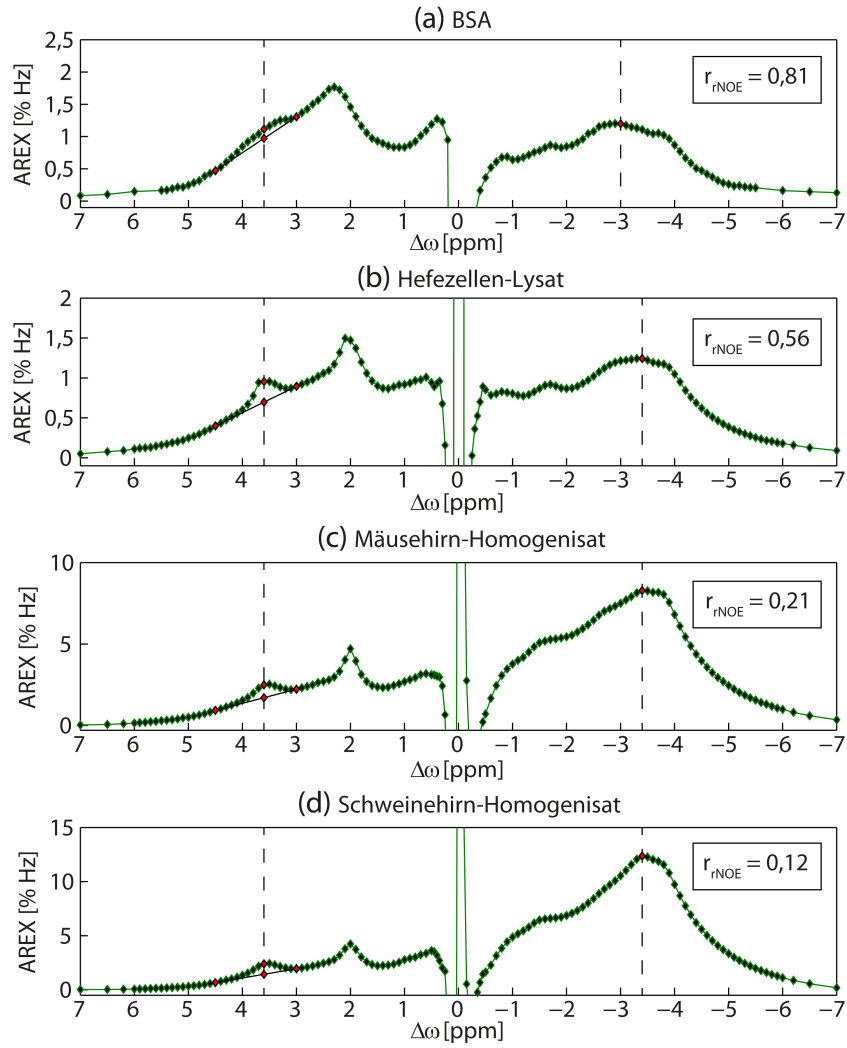 (a) BSA
2,5
2
1,5
1
0,5
0
AREX [% Hz]
r_rNOE = 0,81
7 6 5 4 3 2 1 0 −1 −2 −3 −4 −5 −6 −7
Δω [ppm]
(b) Hefezellen-Lysat
2
1,5
1
0,5
0
AREX [% Hz]
r_rNOE = 0,56
7 6 5 4 3 2 1 0 −1 −2 −3 −4 −5 −6 −7
Δω [ppm]
(c) Mäusehirn-Homogenisat
10
5
0
AREX [% Hz]
r_rNOE = 0,21
7 6 5 4 3 2 1 0 −1 −2 −3 −4 −5 −6 −7
Δω [ppm]
(d) Schweinehirn-Homogenisat
15
10
5
0
AREX [% Hz]
r_rNOE = 0,12
7 6 5 4 3 2 1 0 −1 −2 −3 −4 −5 −6 −7
Δω [ppm]